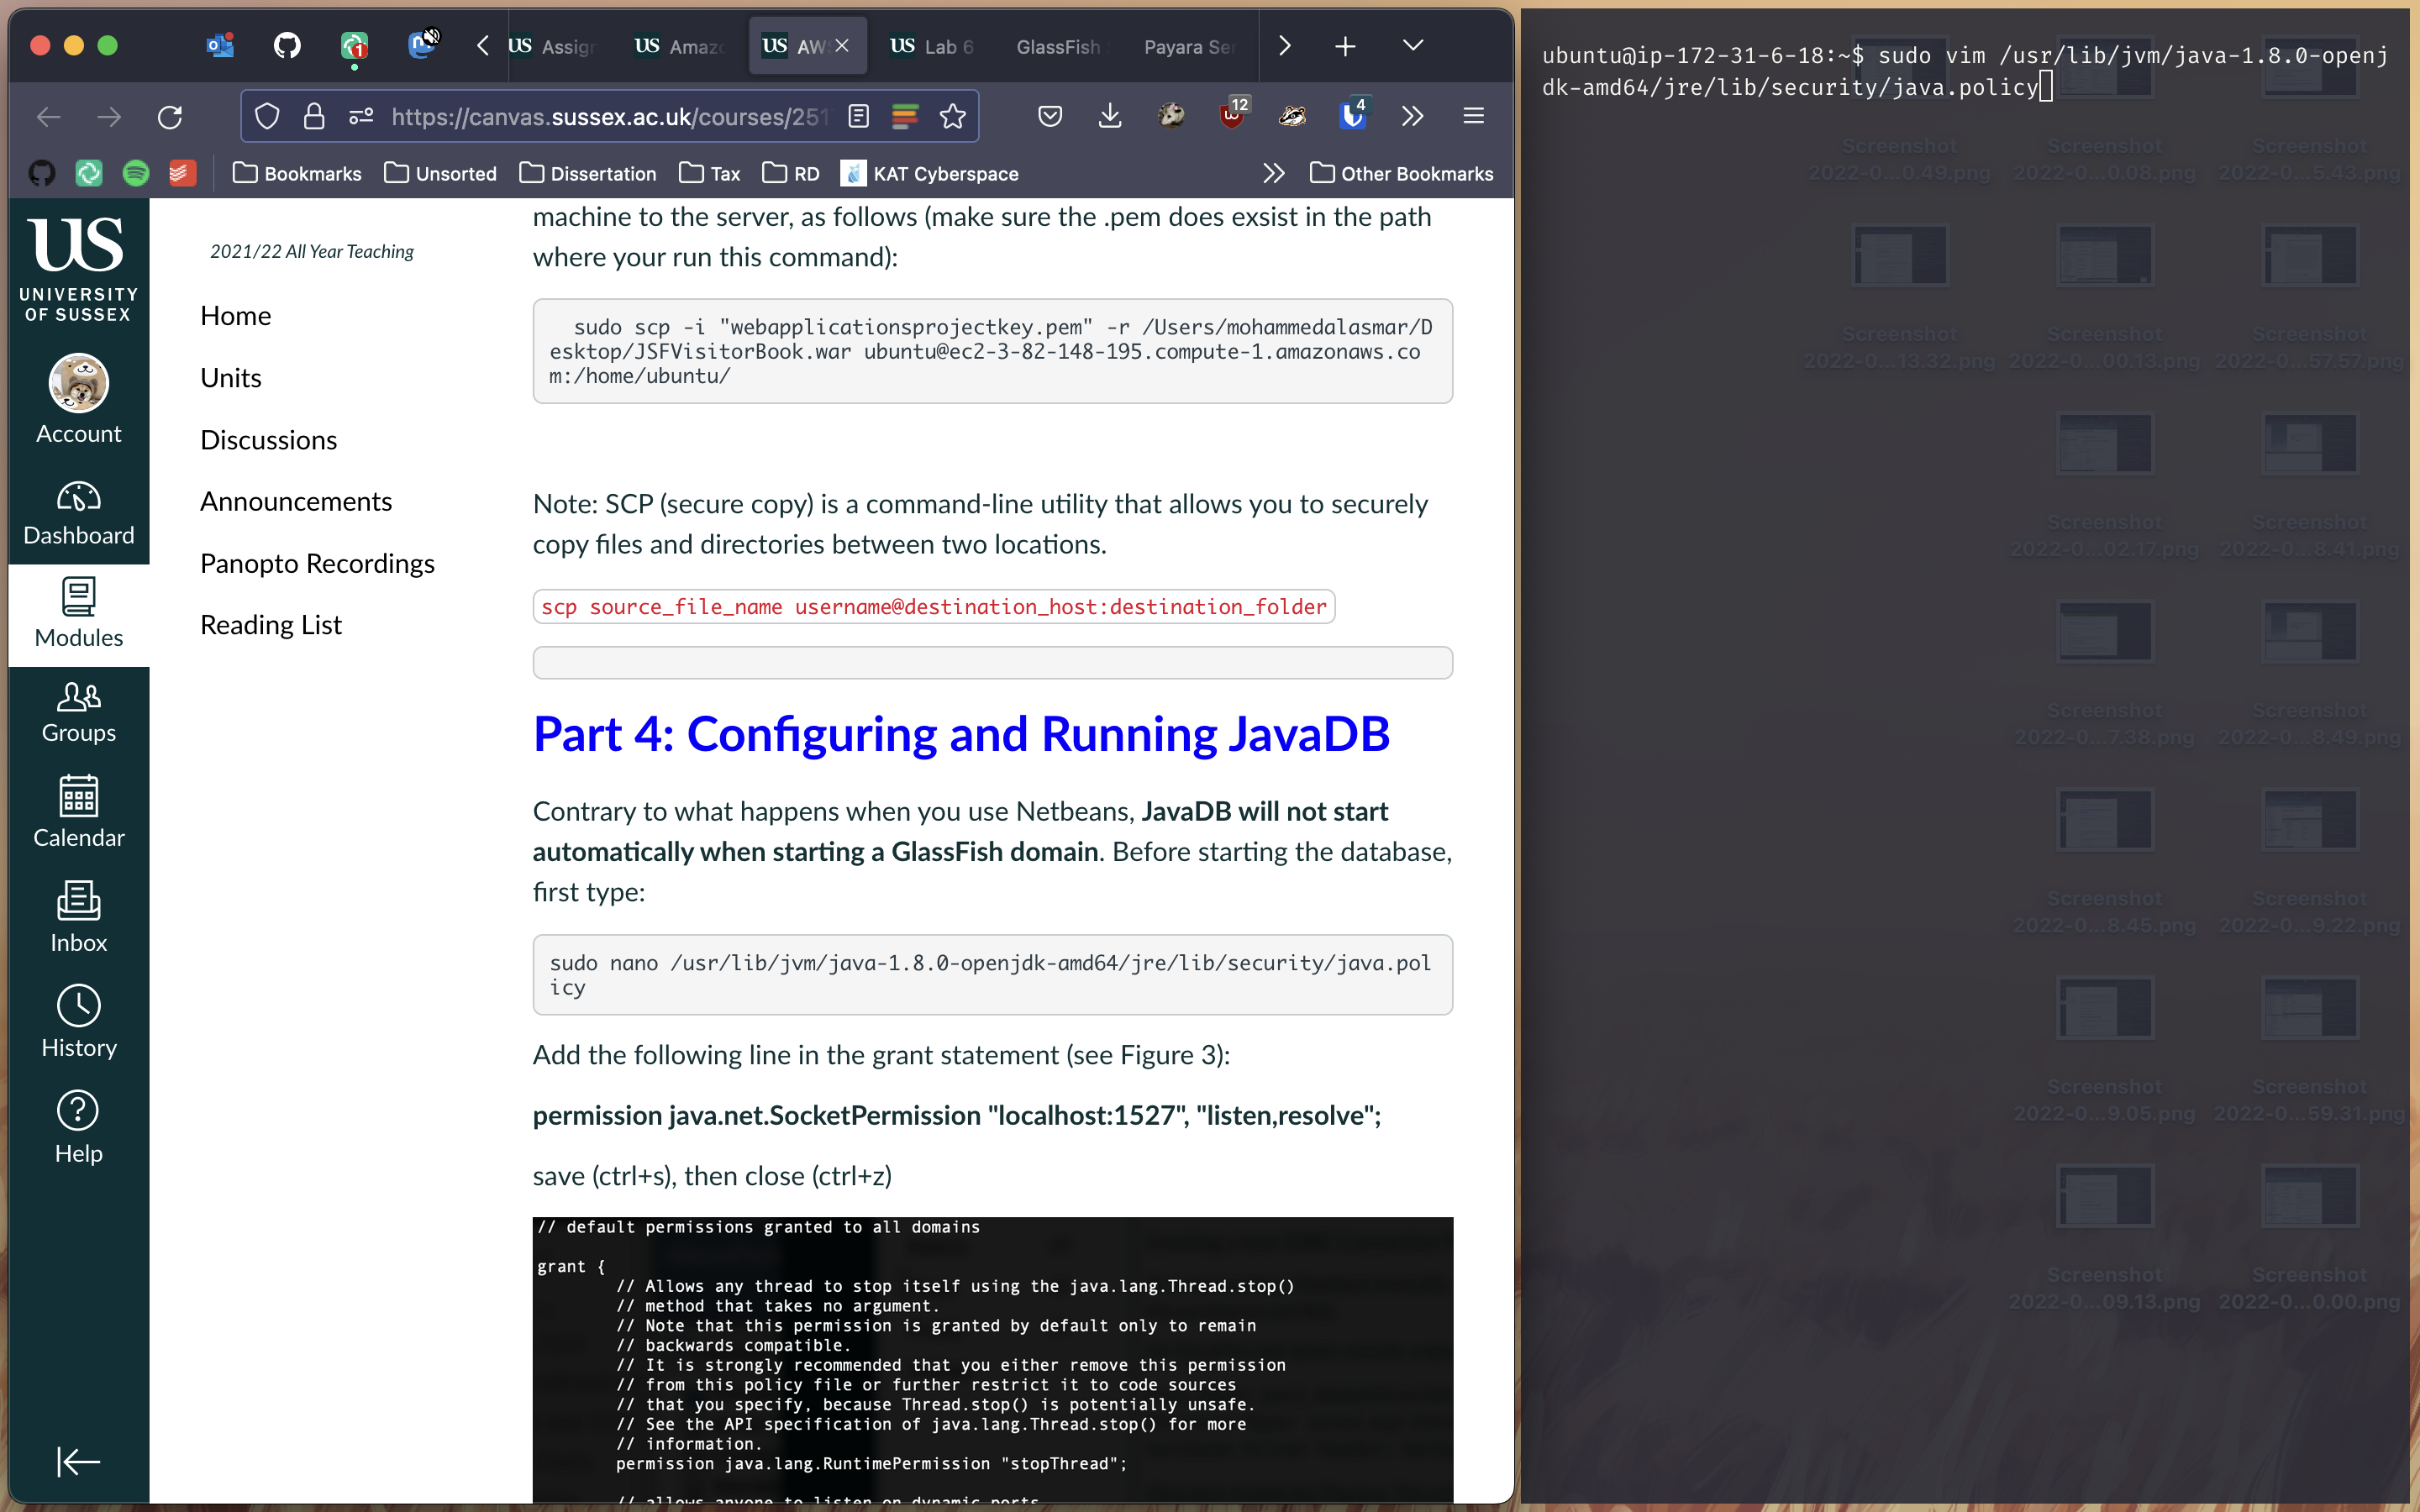 US Assign
US Amazo
US AWS
US Lab 6
GlassFish
Payara Ser
https://canvas.sussex.ac.uk/courses/251
12
4
1
Bookmarks
Unsorted
Dissertation
Tax
RD
KAT Cyberspace
Other Bookmarks
US
UNIVERSITY
OF SUSSEX
Account
Dashboard
Modules
Groups
Calendar
Inbox
History
Help
2021/22 All Year Teaching
Home
Units
Discussions
Announcements
Panopto Recordings
Reading List
machine to the server, as follows (make sure the .pem does exsist in the path
where your run this command):
sudo scp -i "webapplicationsprojectkey.pem" -r /Users/mohammedalasmar/D
esktop/JSFVisitorBook.war ubuntu@ec2-3-82-148-195.compute-1.amazonaws.co
m:/home/ubuntu/
Note: SCP (secure copy) is a command-line utility that allows you to securely
copy files and directories between two locations.
scp source_file_name username@destination_host:destination_folder
Part 4: Configuring and Running JavaDB
Contrary to what happens when you use Netbeans, JavaDB will not start
automatically when starting a GlassFish domain. Before starting the database,
first type:
sudo nano /usr/lib/jvm/java-1.8.0-openjdk-amd64/jre/lib/security/java.pol
icy
Add the following line in the grant statement (see Figure 3):
permission java.net.SocketPermission "localhost:1527", "listen,resolve";
save (ctrl+s), then close (ctrl+z)
// default permissions granted to all domains
grant {
// Allows any thread to stop itself using the java.lang.Thread.stop()
// method that takes no argument.
// Note that this permission is granted by default only to remain
// backwards compatible.
// It is strongly recommended that you either remove this permission
// from this policy file or further restrict it to code sources
// that you specify, because Thread.stop() is potentially unsafe.
// See the API specification of java.lang.Thread.stop() for more
// information.
permission java.lang.RuntimePermission "stopThread";
// allows anyone to listen on dynamic ports
ubuntu@ip-172-31-6-18:~$ sudo vim /usr/lib/jvm/java-1.8.0-openj
dk-amd64/jre/lib/security/java.policy
Screenshot Screenshot Screenshot
2022-0...0.49.png 2022-0...0.08.png 2022-0...5.43.png
Screenshot Screenshot Screenshot
2022-0...13.32.png 2022-0...00.13.png 2022-0...57.57.png
Screenshot Screenshot
2022-0...02.17.png 2022-0...8.41.png
Screenshot Screenshot
2022-0...7.38.png 2022-0...8.49.png
Screenshot Screenshot
2022-0...8.45.png 2022-0...9.22.png
Screenshot Screenshot
2022-0...9.05.png 2022-0...59.31.png
Screenshot Screenshot
2022-0...09.13.png 2022-0...0.00.png